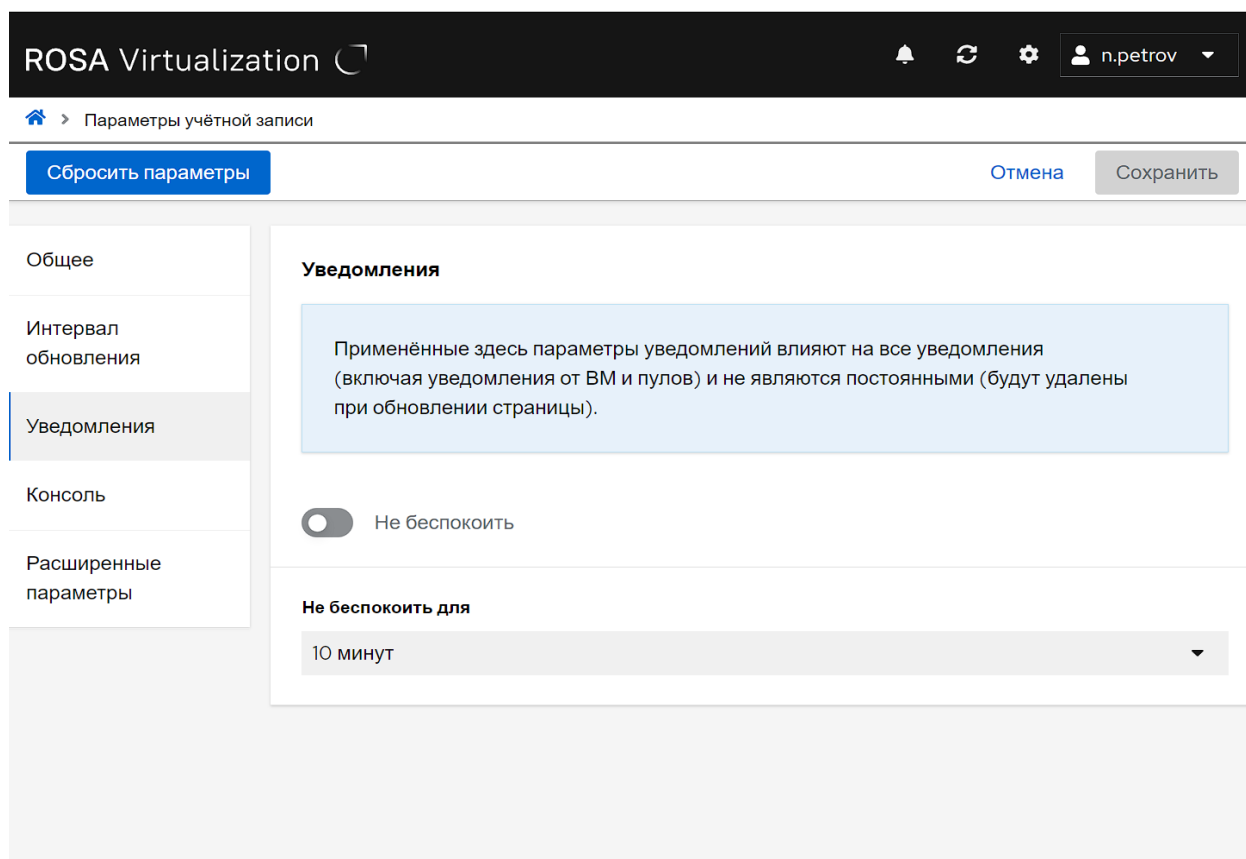 ROSA Virtualization
n.petrov
Параметры учётной записи
Сбросить параметры
Отмена
Сохранить
Общее
Интервал
обновления
Уведомления
Консоль
Расширенные
параметры
Уведомления
Применённые здесь параметры уведомлений влияют на все уведомления
(включая уведомления от ВМ и пулов) и не являются постоянными (будут удалены
при обновлении страницы).
Не беспокоить
Не беспокоить для
10 минут